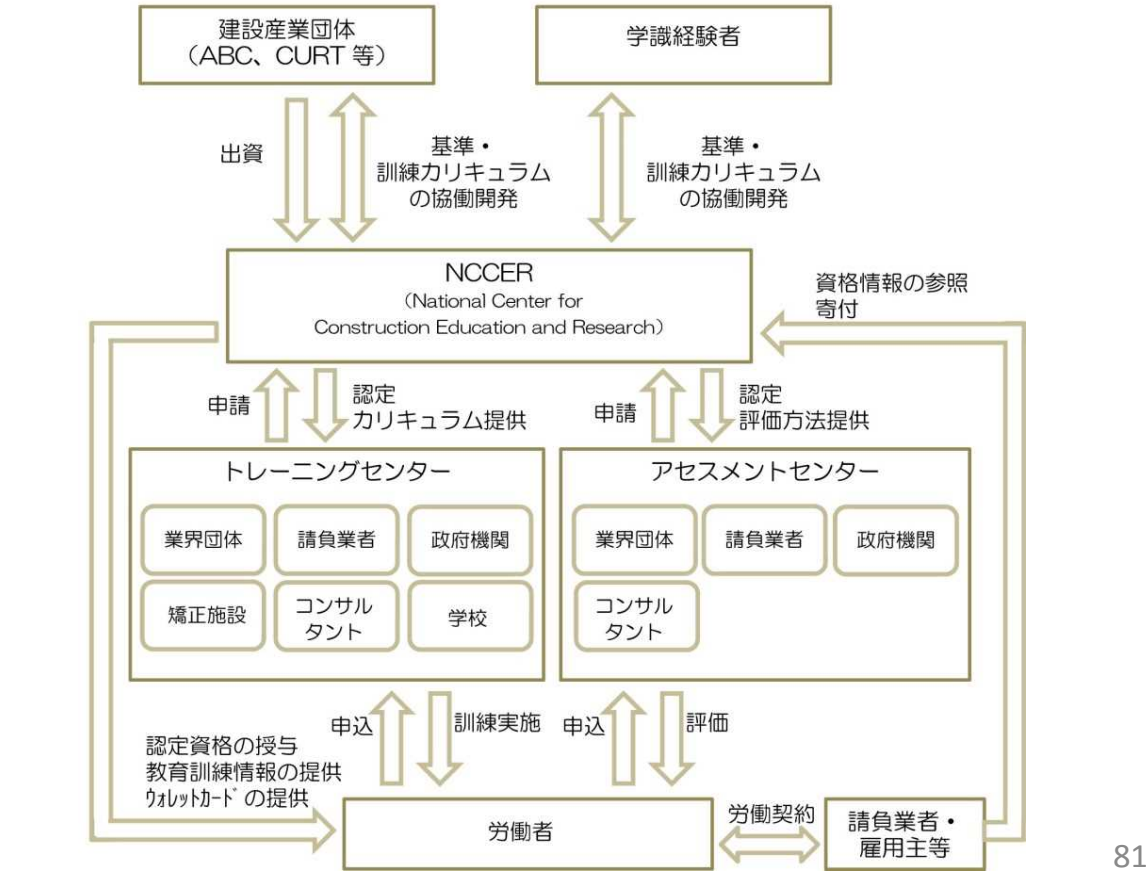 建設産業団体
（ABC、CURT 等）
学識経験者
出資
基準・
訓練カリキュラム
の協働開発
基準・
訓練カリキュラム
の協働開発
NCCER
（National Center for
Construction Education and Research）
資格情報の参照
寄付
申請
認定
カリキュラム提供
申請
認定
評価方法提供
トレーニングセンター
業界団体
請負業者
政府機関
矯正施設
コンサル
タント
学校
アセスメントセンター
業界団体
請負業者
政府機関
コンサル
タント
申込
訓練実施
申込
評価
認定資格の授与
教育訓練情報の提供
ｳｫﾚｯﾄｶｰﾄﾞの提供
労働者
労働契約
請負業者・
雇用主等
81